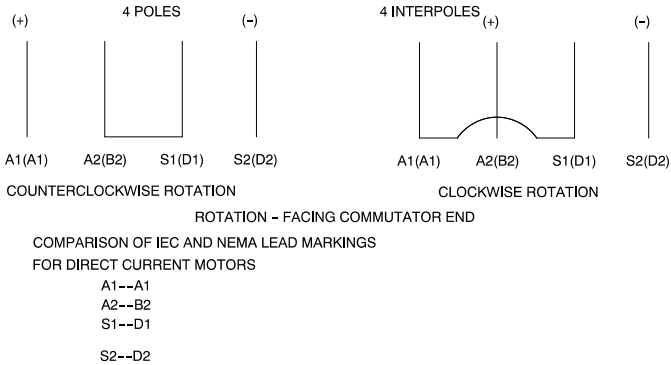 4 POLES
4 INTERPOLES
(+) (-) (+) (-)
A1(A1) A2(B2) S1(D1) S2(D2)
A1(A1) A2(B2) S1(D1) S2(D2)
COUNTERCLOCKWISE ROTATION
CLOCKWISE ROTATION
ROTATION - FACING COMMUTATOR END
COMPARISON OF IEC AND NEMA LEAD MARKINGS
FOR DIRECT CURRENT MOTORS
A1--A1
A2--B2
S1--D1
S2--D2